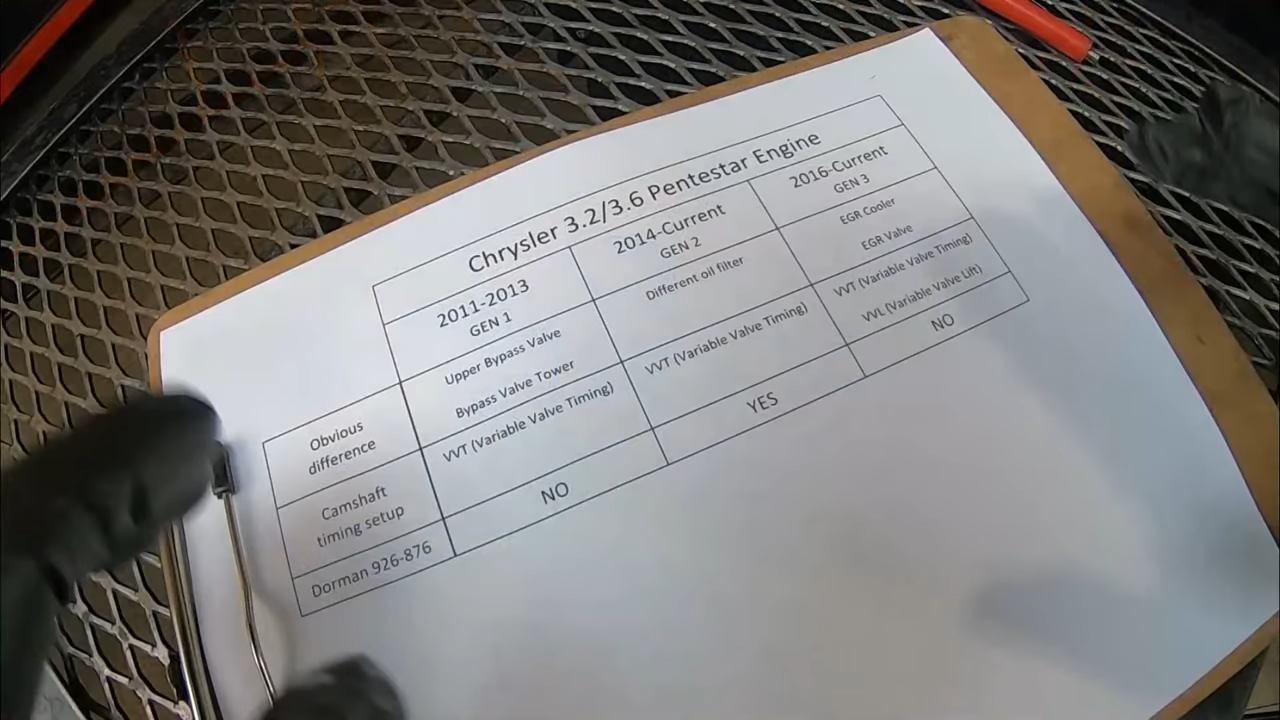 Chrysler 3.2/3.6 Pentestar Engine
2011-2013
GEN 1
2014-Current
GEN 2
2016-Current
GEN 3
Obvious
difference
Upper Bypass Valve
Bypass Valve Tower
Different oil filter
EGR Cooler
EGR Valve
Camshaft
timing setup
VVT (Variable Valve Timing)
VVT (Variable Valve Timing)
VVT (Variable Valve Timing)
VVL (Variable Valve Lift)
Dorman 926-876
NO
YES
NO